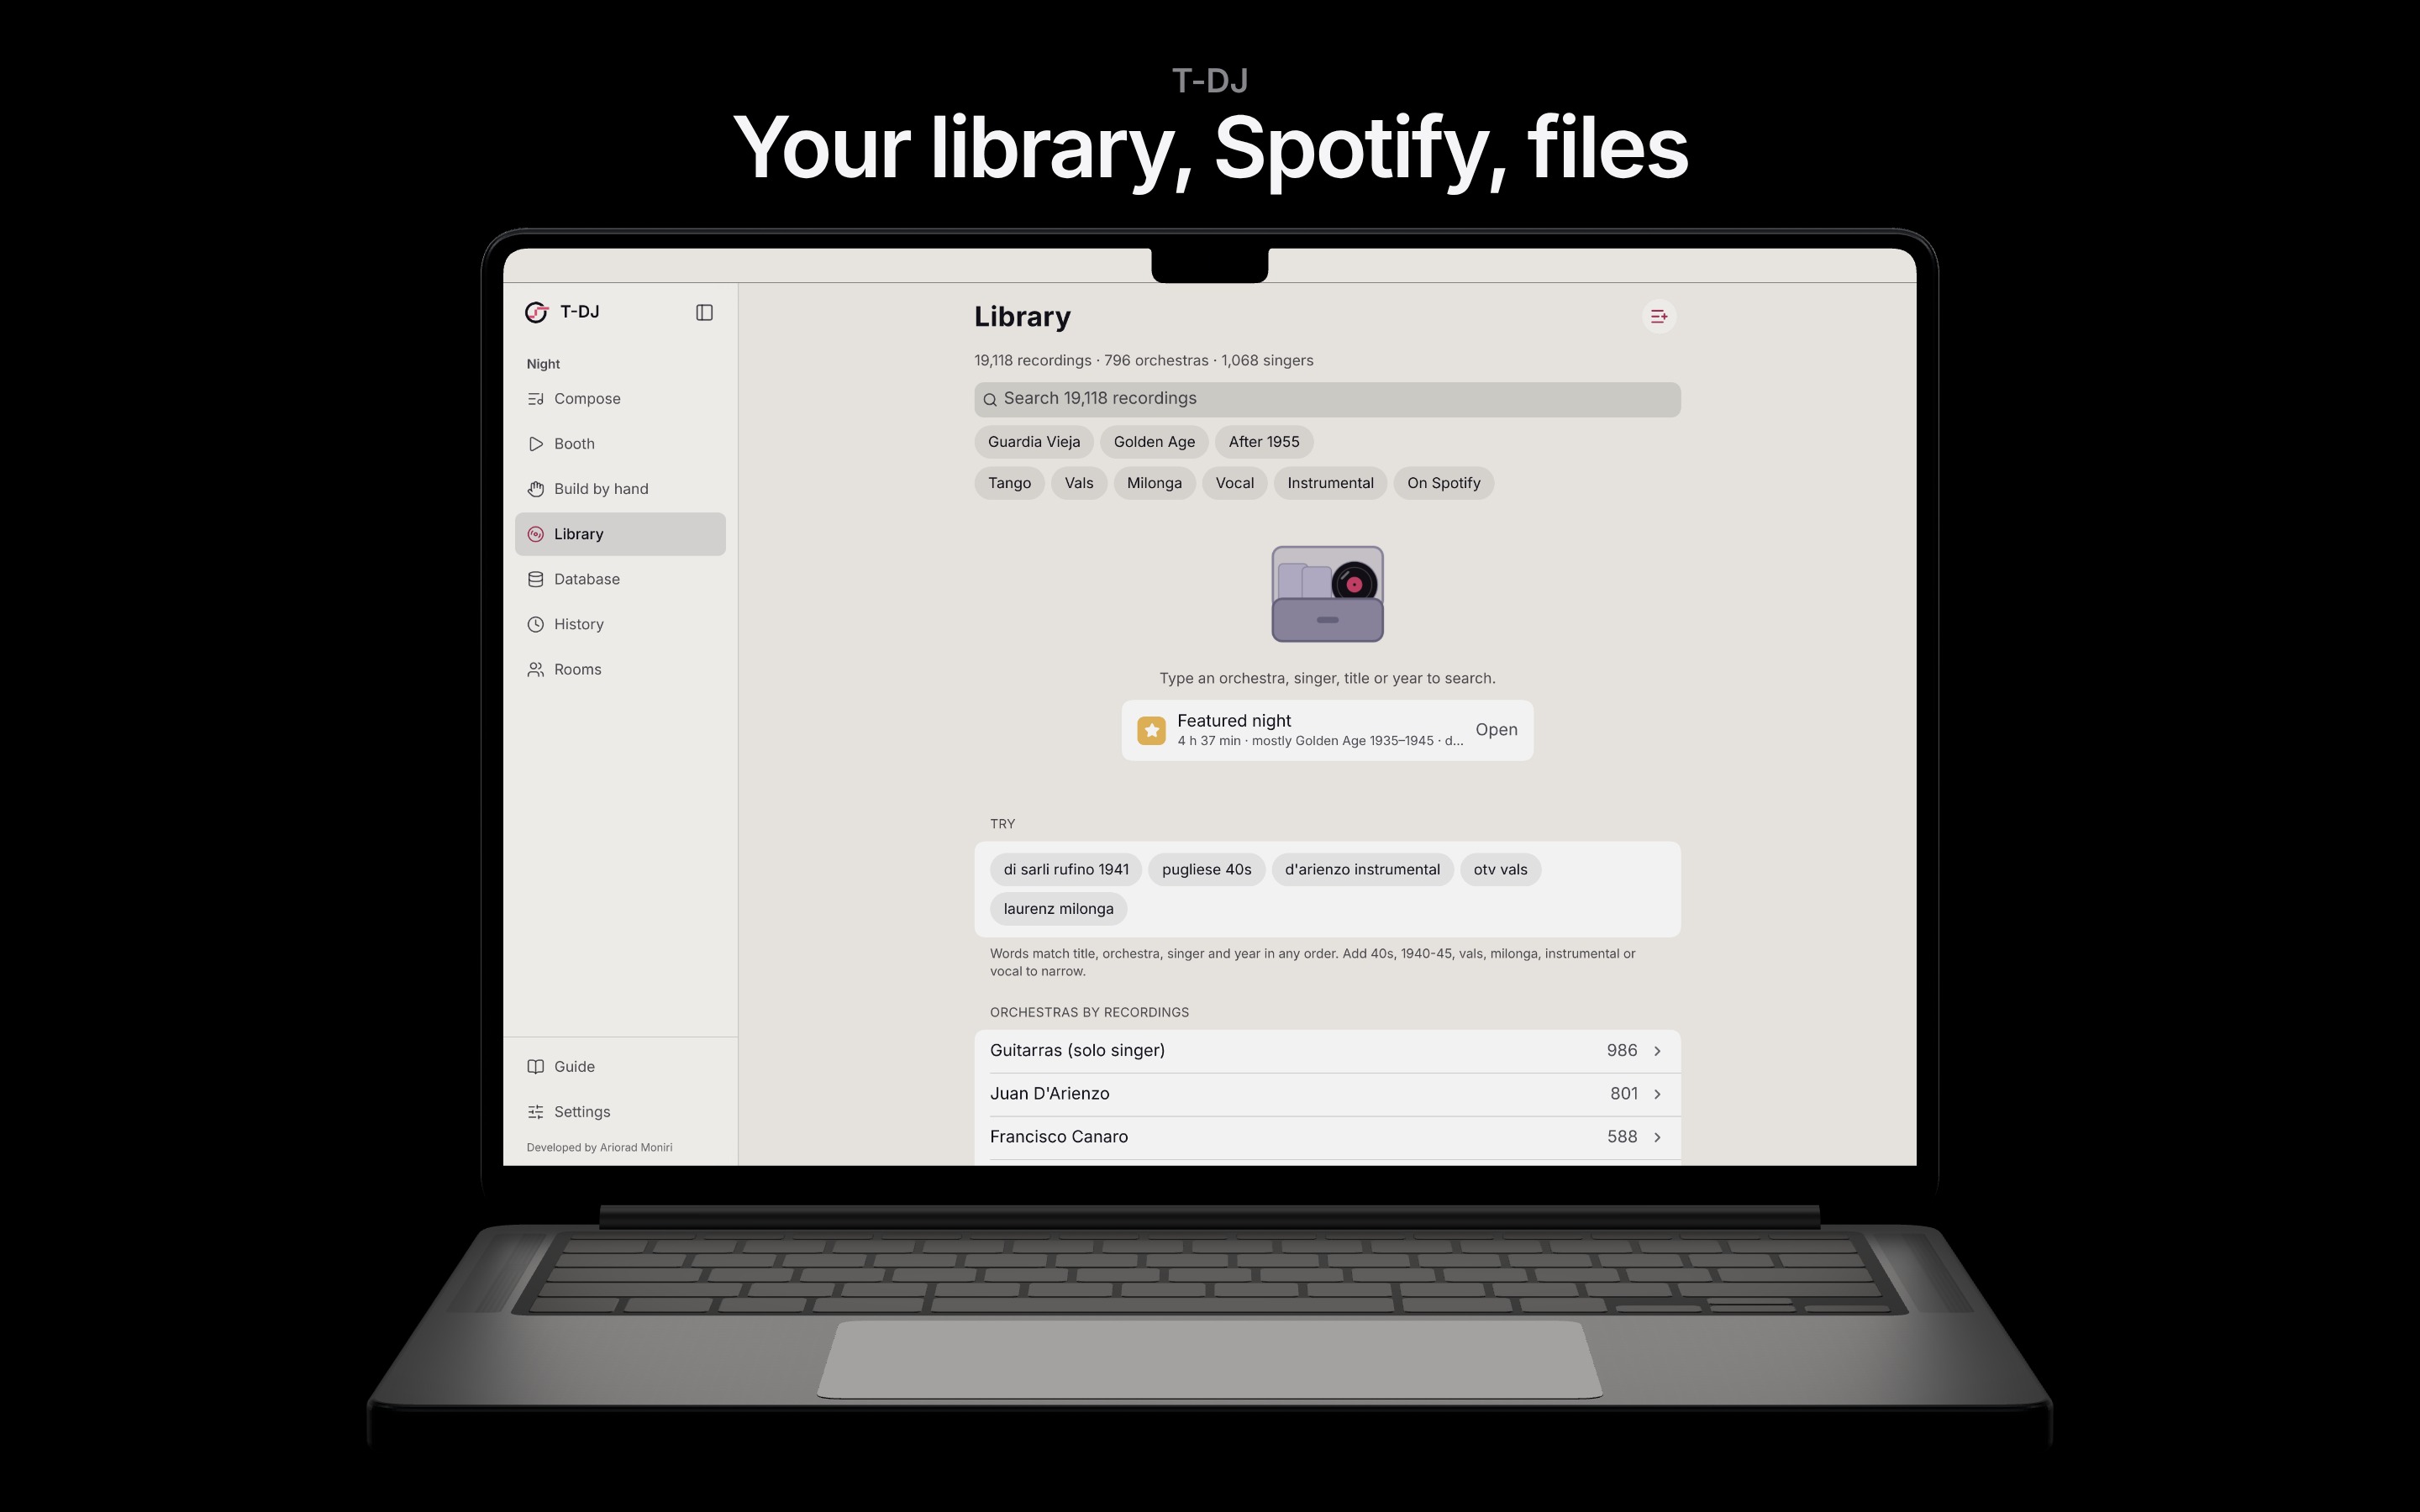 T-DJ
Your library, Spotify, files
T-DJ
Night
Compose
Booth
Build by hand
Library
Database
History
Rooms
Guide
Settings
Developed by Ariorad Moniri
Library
19,118 recordings · 796 orchestras · 1,068 singers
Search 19,118 recordings
Guardia Vieja Golden Age After 1955
Tango Vals Milonga Vocal Instrumental On Spotify
Type an orchestra, singer, title or year to search.
Featured night
4 h 37 min · mostly Golden Age 1935–1945 · d...
Open
TRY
di sarli rufino 1941 pugliese 40s d'arienzo instrumental otv vals
laurenz milonga
Words match title, orchestra, singer and year in any order. Add 40s, 1940-45, vals, milonga, instrumental or
vocal to narrow.
ORCHESTRAS BY RECORDINGS
Guitarras (solo singer) 986
Juan D'Arienzo 801
Francisco Canaro 588